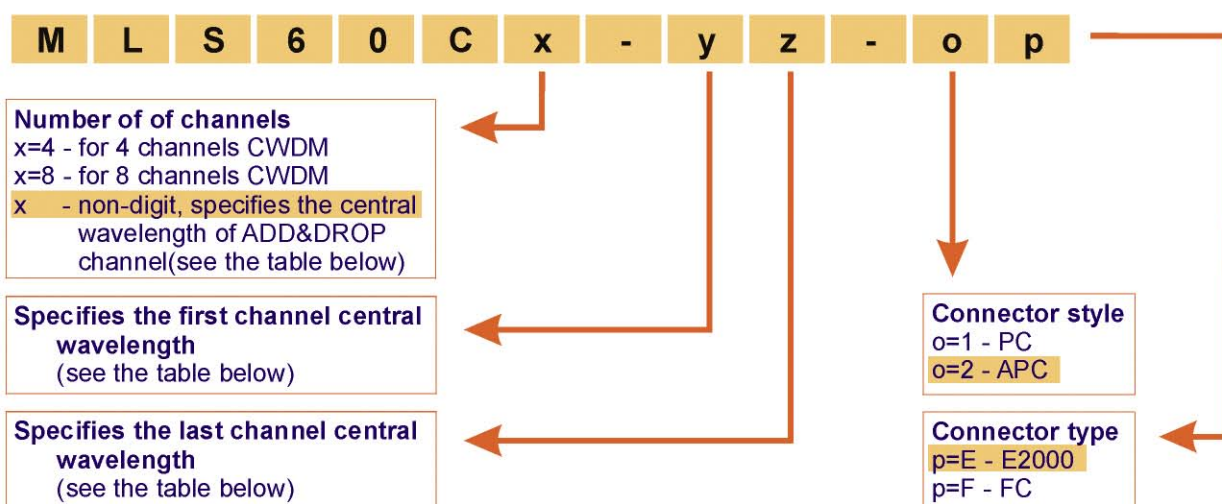 M L S 6 0 C x - y z - o p
Number of of channels
x=4 - for 4 channels CWDM
x=8 - for 8 channels CWDM
x - non-digit, specifies the central
wavelength of ADD&DROP
channel(see the table below)
Specifies the first channel central
wavelength
(see the table below)
Specifies the last channel central
wavelength
(see the table below)
Connector style
o=1 - PC
o=2 - APC
Connector type
p=E - E2000
p=F - FC